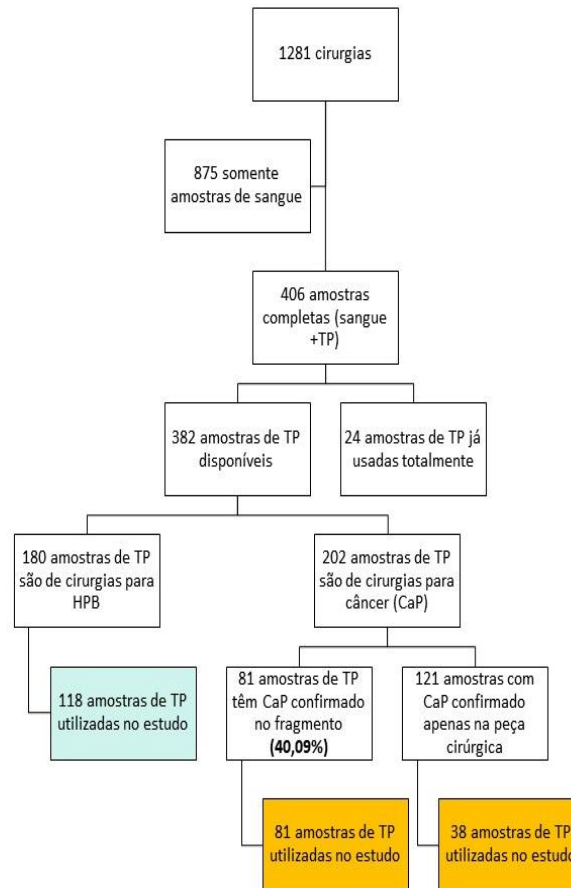 1281 cirurgias
875 somente
amostras de sangue
406 amostras
completas (sangue
+TP)
382 amostras de TP
disponíveis
24 amostras de TP já
usadas totalmente
180 amostras de TP
são de cirurgias para
HPB
202 amostras de TP
são de cirurgias para
câncer (CaP)
118 amostras de TP
utilizadas no estudo
81 amostras de TP
têm CaP confirmado
no fragmento
(40,09%)
121 amostras com
CaP confirmado
apenas na peça
cirúrgica
81 amostras de TP
utilizadas no estudo
38 amostras de TP
utilizadas no estudo